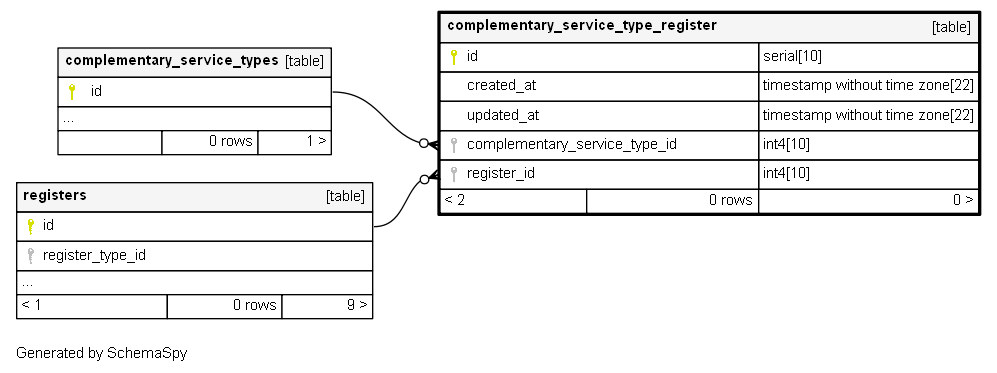 complementary_service_types [table]
id
...
0 rows 1 >
registers [table]
id
register_type_id
...
< 1 0 rows 9 >
complementary_service_type_register [table]
id serial[10]
created_at timestamp without time zone[22]
updated_at timestamp without time zone[22]
complementary_service_type_id int4[10]
register_id int4[10]
< 2 0 rows 0 >
Generated by SchemaSpy